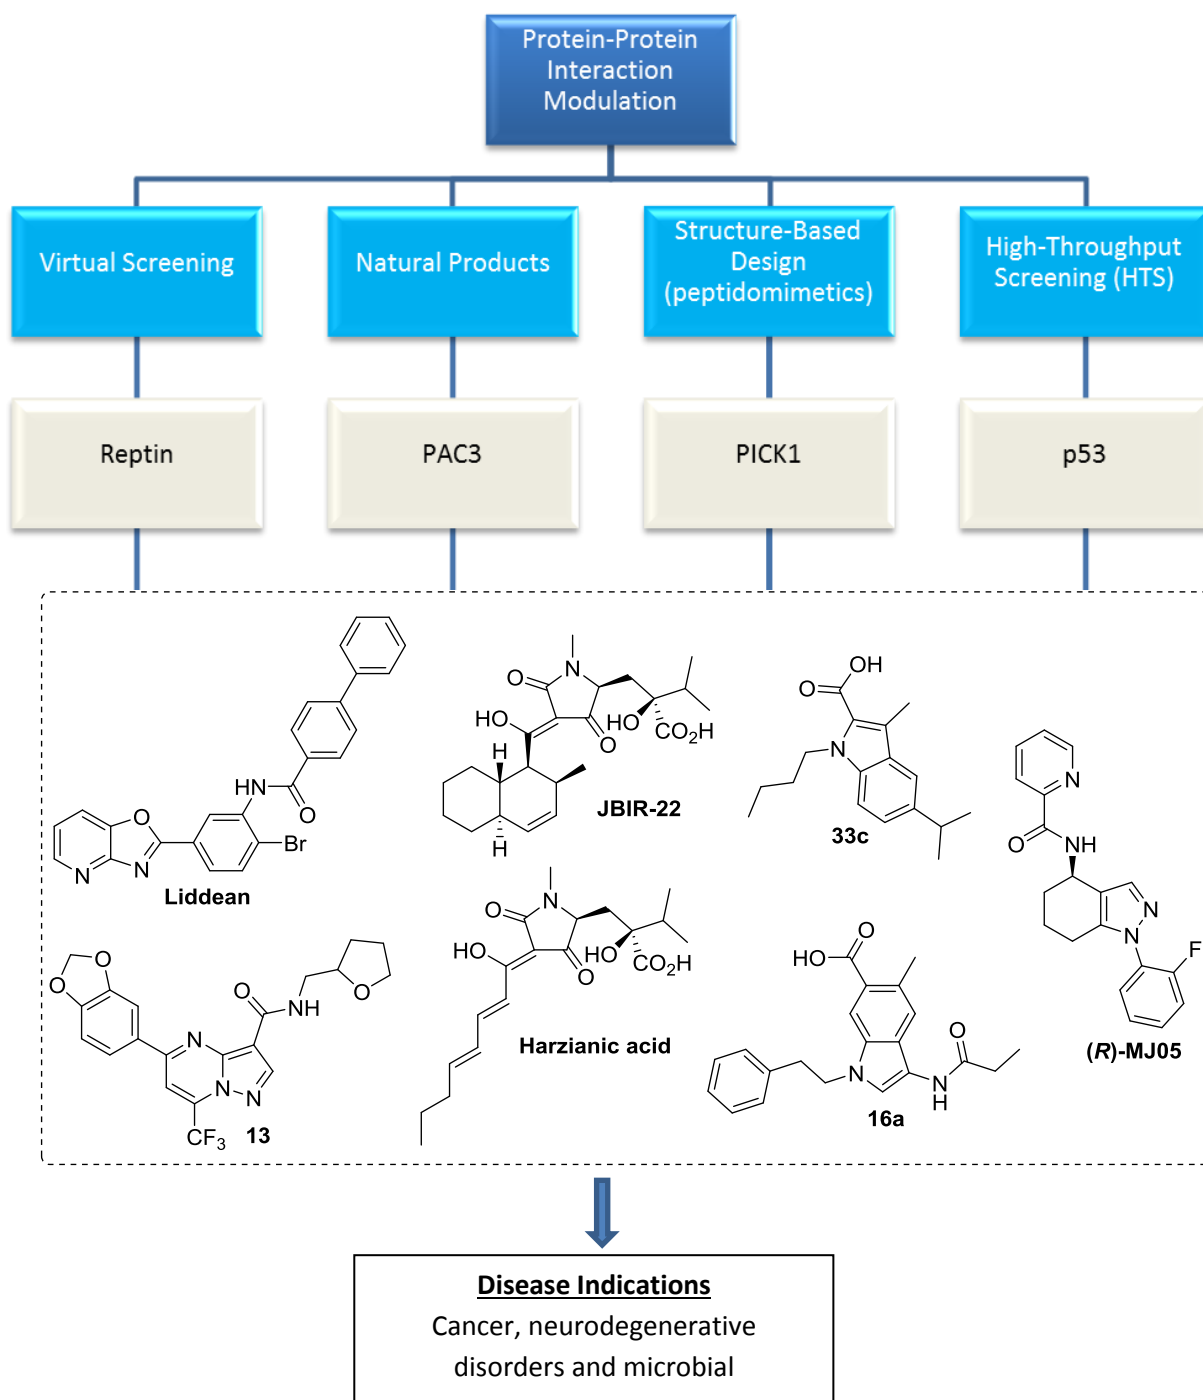 Protein-Protein
Interaction
Modulation
Virtual Screening
Natural Products
Structure-Based
Design
(peptidomimetics)
High-Throughput
Screening (HTS)
Reptin
PAC3
PICK1
p53
HN
O
O
N
N
Br
Liddean
N
O
HO
O
HO
CO2H
H
H
JBIR-22
OH
O
N
33c
N
O
NH
N
N
F
(R)-MJ05
O
O
N
N
N
O
NH
O
CF3
13
N
O
HO
O
HO
CO2H
Harzianic acid
O
HO
N
N
H
O
16a
Disease Indications
Cancer, neurodegenerative
disorders and microbial